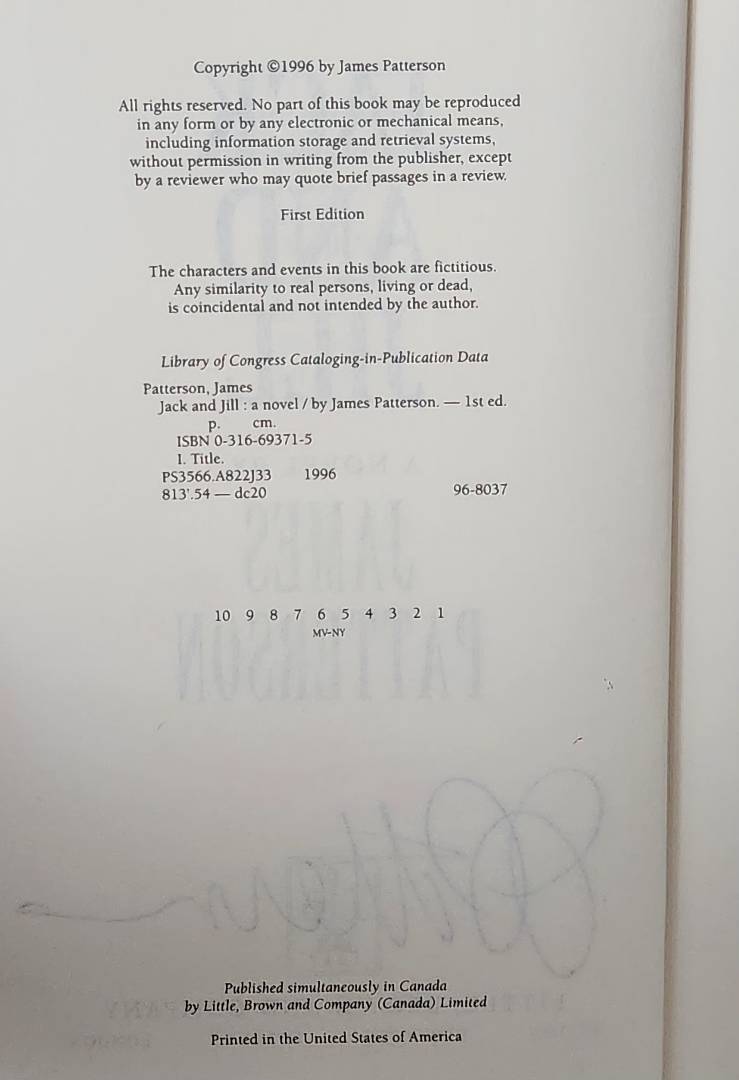 Copyright ©1996 by James Patterson
All rights reserved. No part of this book may be reproduced
in any form or by any electronic or mechanical means,
including information storage and retrieval systems,
without permission in writing from the publisher, except
by a reviewer who may quote brief passages in a review.
First Edition
The characters and events in this book are fictitious.
Any similarity to real persons, living or dead,
is coincidental and not intended by the author.
Library of Congress Cataloging-in-Publication Data
Patterson, James
Jack and Jill : a novel / by James Patterson. — 1st ed.
p. cm.
ISBN 0-316-69371-5
I. Title.
PS3566.A822J33 1996
813'.54 — dc20 96-8037
10 9 8 7 6 5 4 3 2 1
MV-NY
Published simultaneously in Canada
by Little, Brown and Company (Canada) Limited
Printed in the United States of America